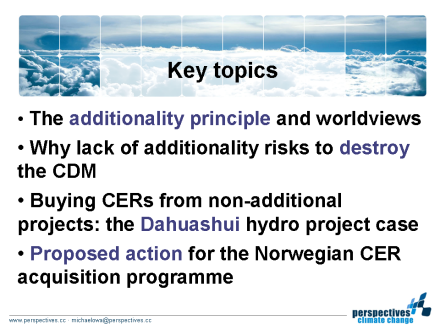 Key topics
• The additionality principle and worldviews
• Why lack of additionality risks to destroy
the CDM
• Buying CERs from non-additional
projects: the Dahuashui hydro project case
• Proposed action for the Norwegian CER
acquisition programme
www.perspectives.cc michaelowa@perspectives.cc
perspectives
climate change